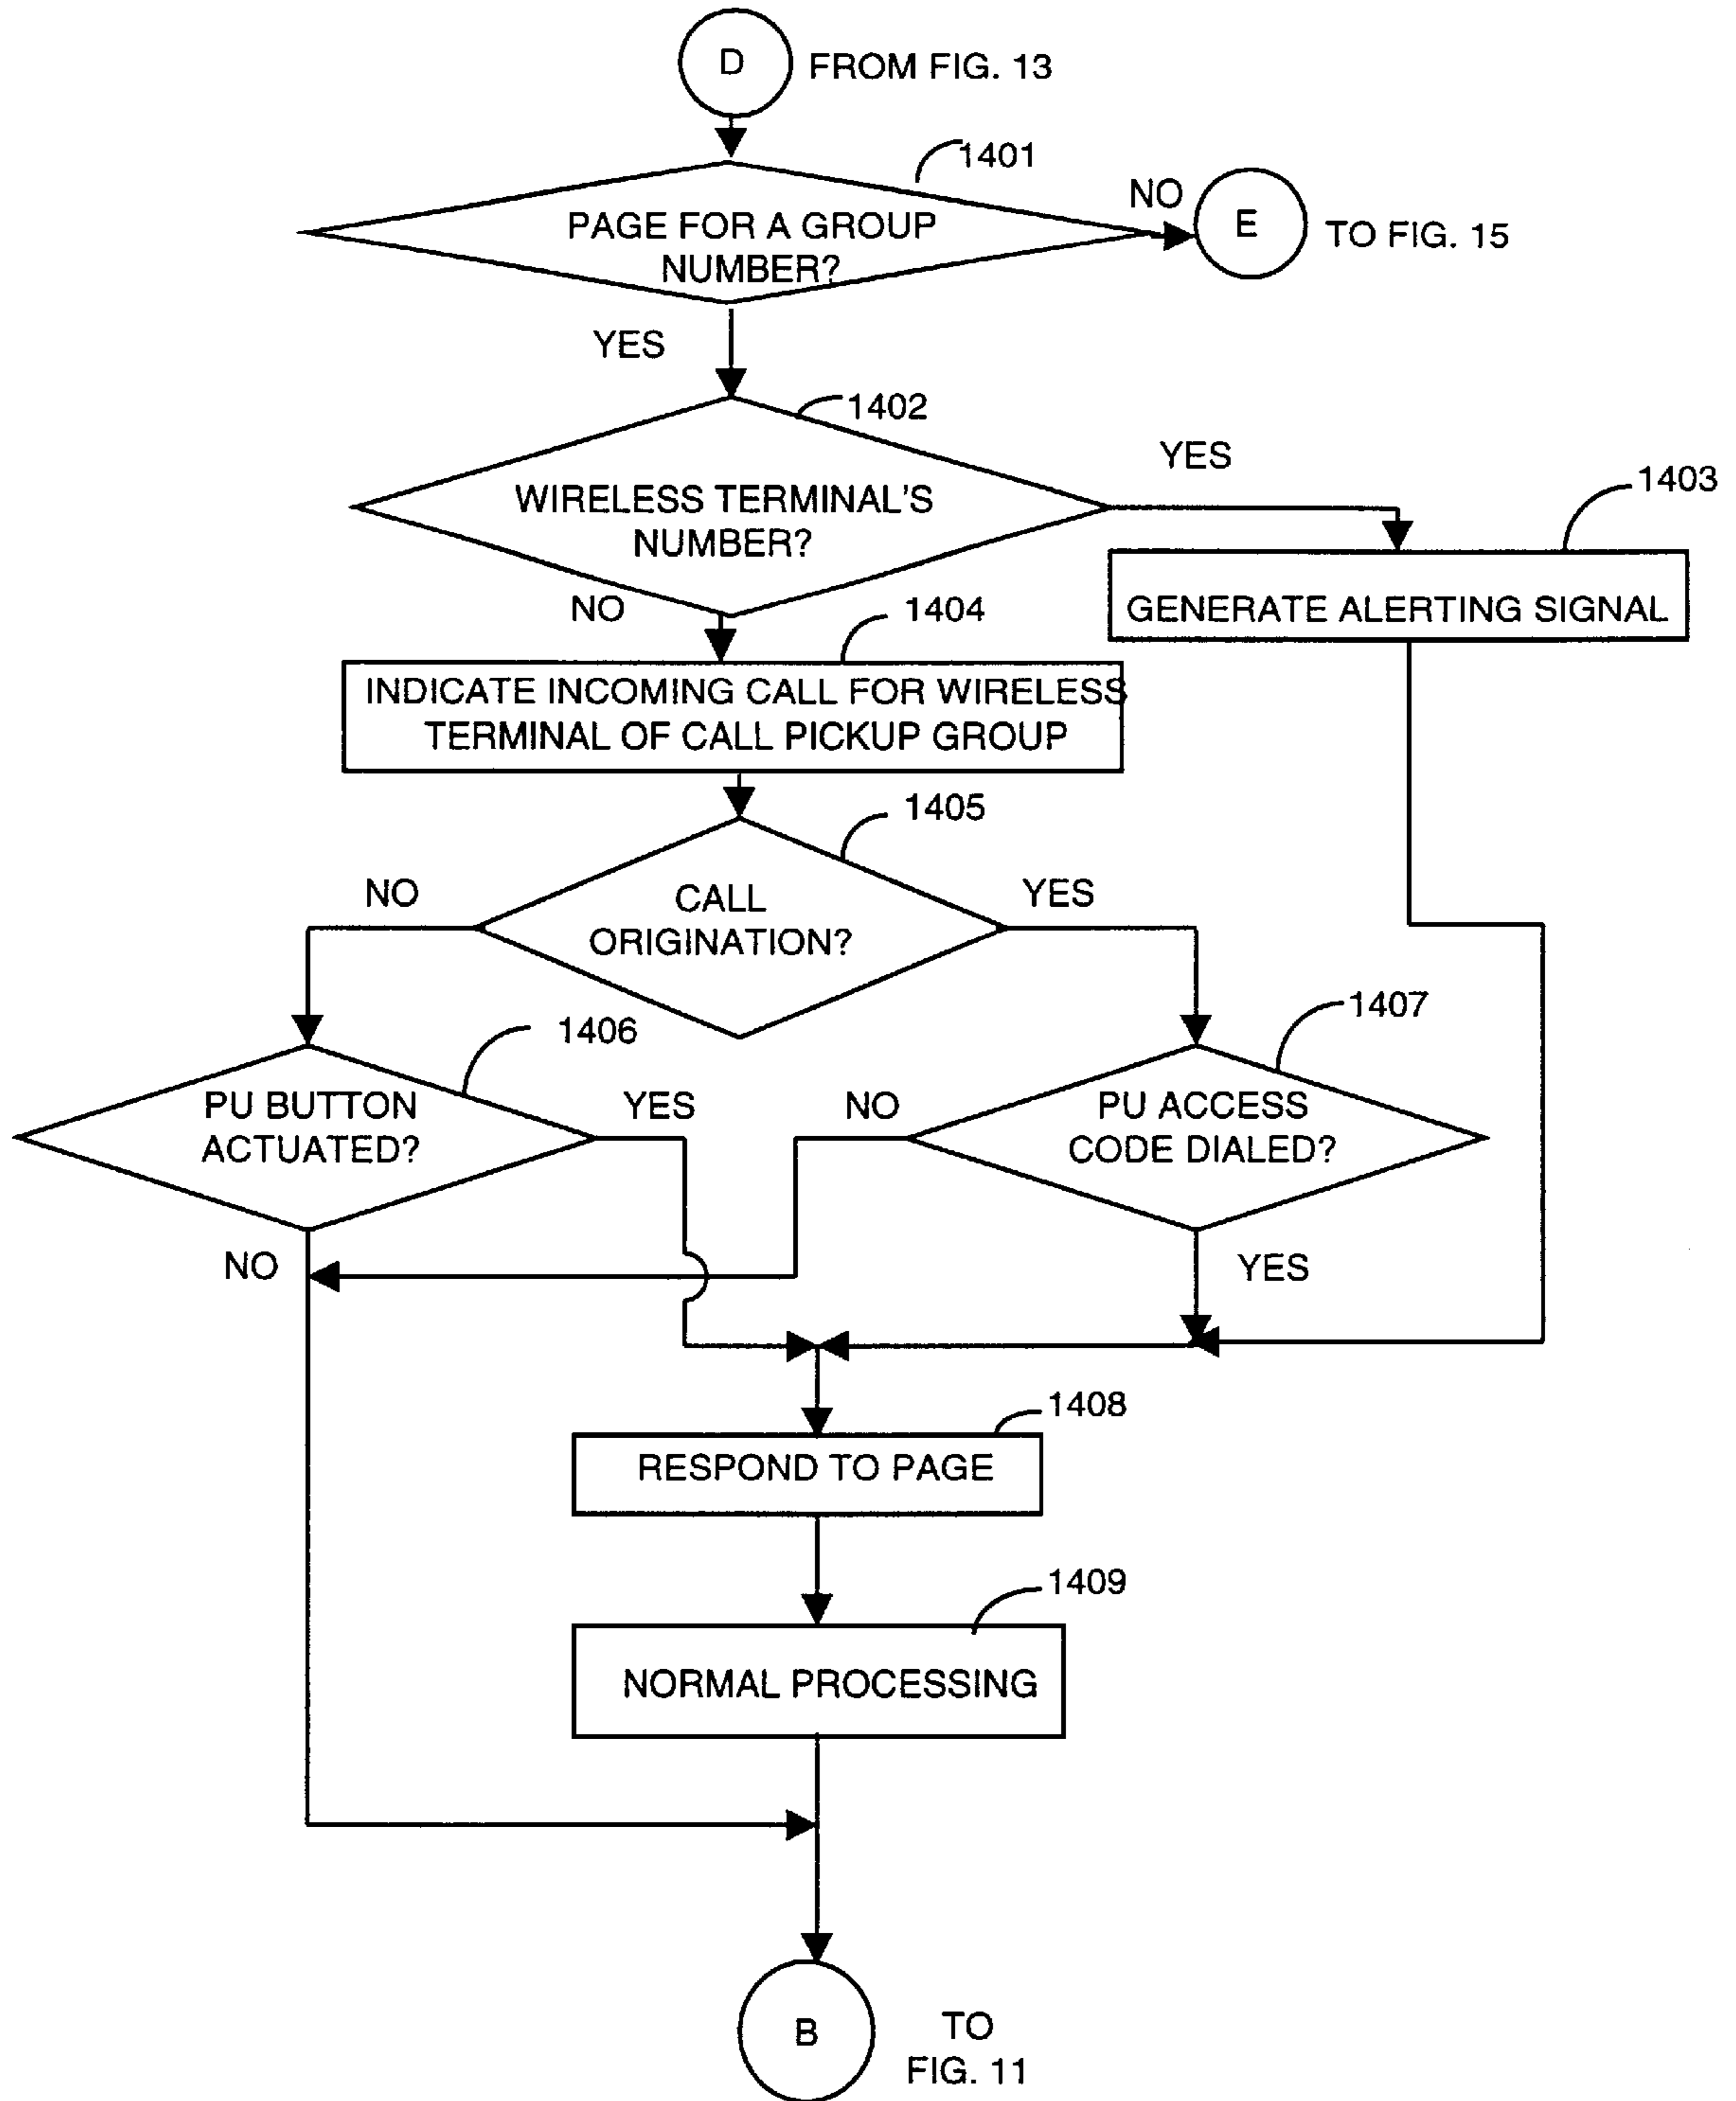 D
FROM FIG. 13
1401
PAGE FOR A GROUP
NUMBER?
NO
E
TO FIG. 15
YES
1402
WIRELESS TERMINAL'S
NUMBER?
YES
1403
GENERATE ALERTING SIGNAL
NO
1404
INDICATE INCOMING CALL FOR WIRELESS
TERMINAL OF CALL PICKUP GROUP
1405
CALL
ORIGINATION?
NO
YES
1406
PU BUTTON
ACTUATED?
YES
NO
1407
PU ACCESS
CODE DIALED?
NO
YES
1408
RESPOND TO PAGE
1409
NORMAL PROCESSING
B
TO
FIG. 11